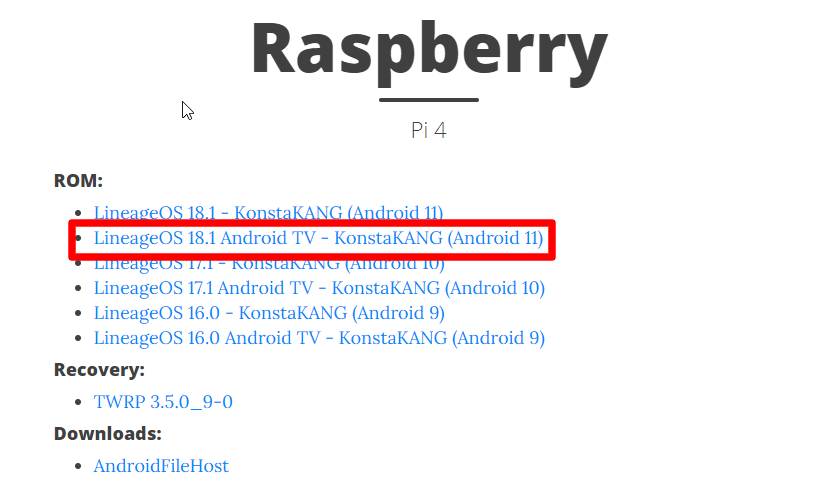 Raspberry
Pi 4
ROM:
LineageOS 18.1 - KonstaKANG (Android 11)
LineageOS 18.1 Android TV - KonstaKANG (Android 11)
LineageOS 17.1 - KonstaKANG (Android 10)
LineageOS 17.1 Android TV - KonstaKANG (Android 10)
LineageOS 16.0 - KonstaKANG (Android 9)
LineageOS 16.0 Android TV - KonstaKANG (Android 9)
Recovery:
TWRP 3.5.0_9-0
Downloads:
AndroidFileHost